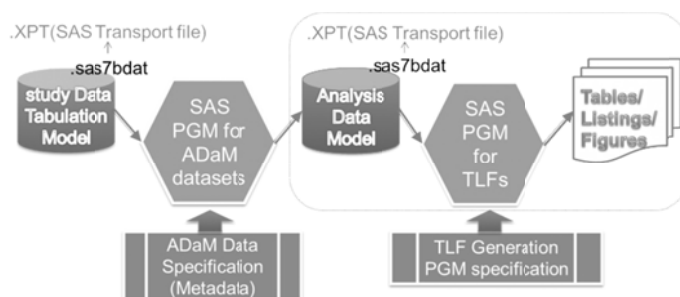 .XPT(SAS Transport file)
.sas7bdat
study Data
Tabulation
Model
SAS
PGM for
ADaM
datasets
ADaM Data
Specification
(Metadata)
.XPT(SAS Transport file)
.sas7bdat
Analysis
Data
Model
SAS
PGM
for
TLFs
TLF Generation
PGM specification
Tables/
Listings/
Figures